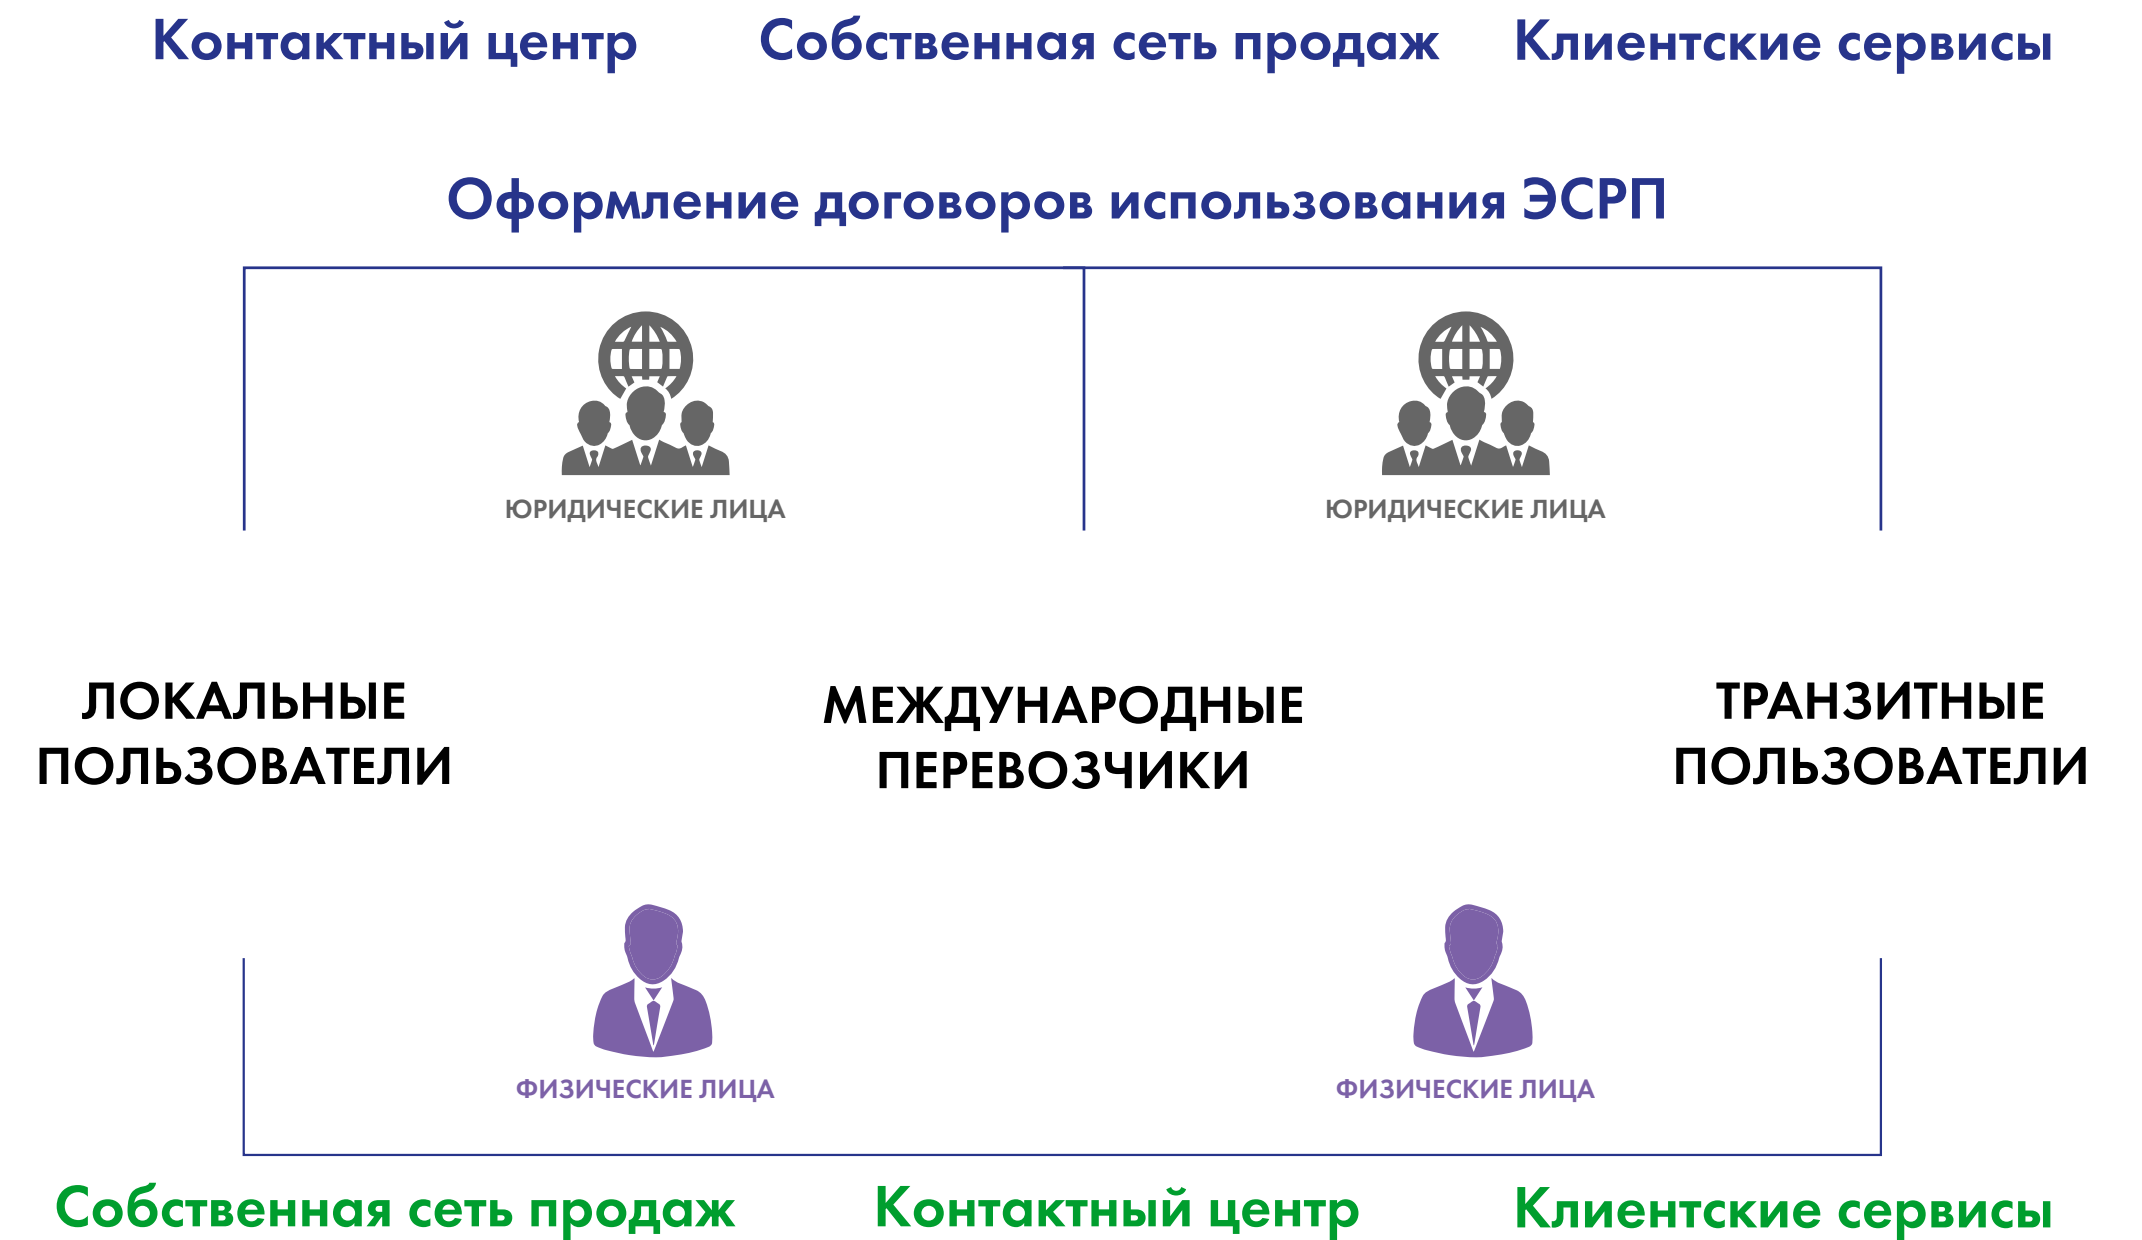 Контактный центр
Собственная сеть продаж
Клиентские сервисы
Оформление договоров использования ЭСРП
ЮРИДИЧЕСКИЕ ЛИЦА
ЮРИДИЧЕСКИЕ ЛИЦА
ЛОКАЛЬНЫЕ
ПОЛЬЗОВАТЕЛИ
МЕЖДУНАРОДНЫЕ
ПЕРЕВОЗЧИКИ
ТРАНЗИТНЫЕ
ПОЛЬЗОВАТЕЛИ
ФИЗИЧЕСКИЕ ЛИЦА
ФИЗИЧЕСКИЕ ЛИЦА
Собственная сеть продаж
Контактный центр
Клиентские сервисы